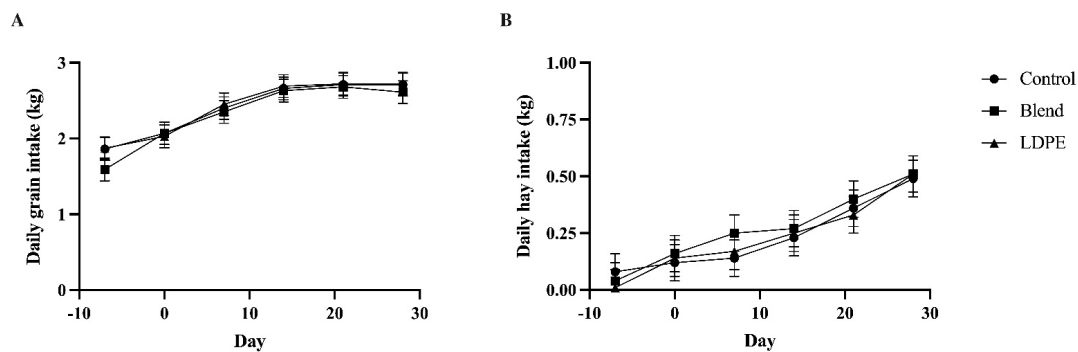 A
B
Daily grain intake (kg)
3
2
1
0
-10
0
10
20
30
Day
Daily hay intake (kg)
1.00
0.75
0.50
0.25
0.00
-10
0
10
20
30
Day
Control
Blend
LDPE